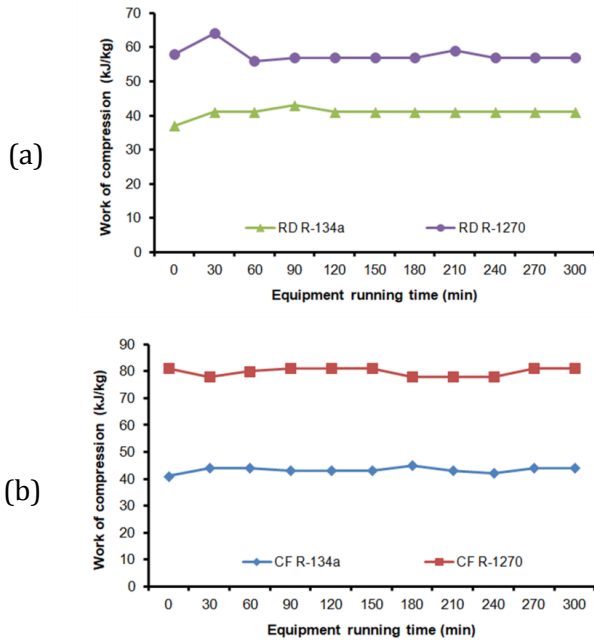 (a)
Work of compression (kJ/kg)
70
60
50
40
30
20
10
0
RD R-134a RD R-1270
0 30 60 90 120 150 180 210 240 270 300
Equipment running time (min)
(b)
Work of compression (kJ/kg)
90
80
70
60
50
40
30
20
10
0
CF R-134a CF R-1270
0 30 60 90 120 150 180 210 240 270 300
Equipment running time (min)